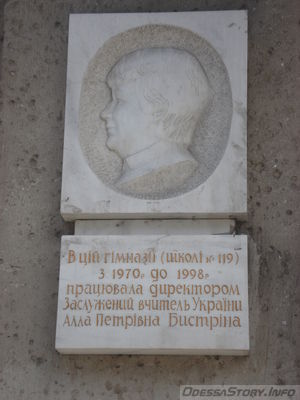 В цій гімназії (школі № 119)
з 1970р до 1998р
працювала директором
Заслужений вчитель України
Алла Петрівна Бистріна
OdessaStory.info